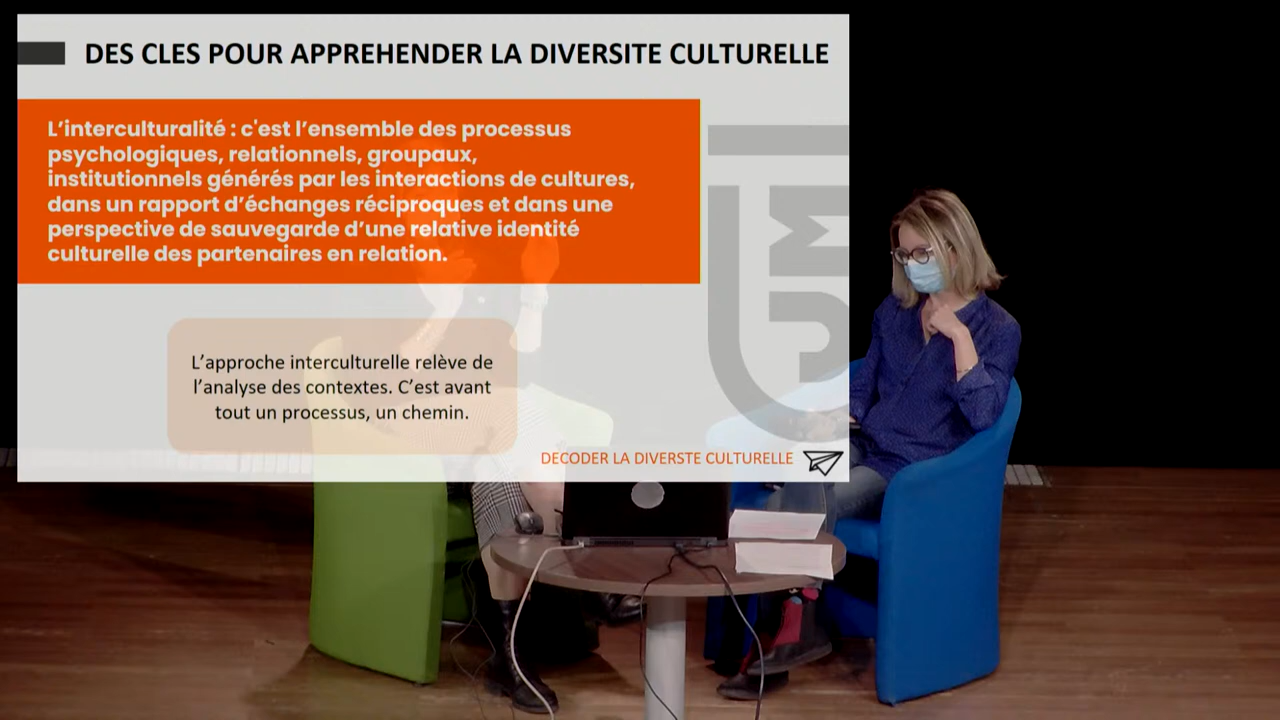 DES CLES POUR APPREHENDER LA DIVERSITE CULTURELLE
L’interculturalité : c'est l’ensemble des processus
psychologiques, relationnels, groupaux,
institutionnels générés par les interactions de cultures,
dans un rapport d’échanges réciproques et dans une
perspective de sauvegarde d’une relative identité
culturelle des partenaires en relation.
UM
L’approche interculturelle relève de
l’analyse des contextes. C’est avant
tout un processus, un chemin.
DECODER LA DIVERSTE CULTURELLE